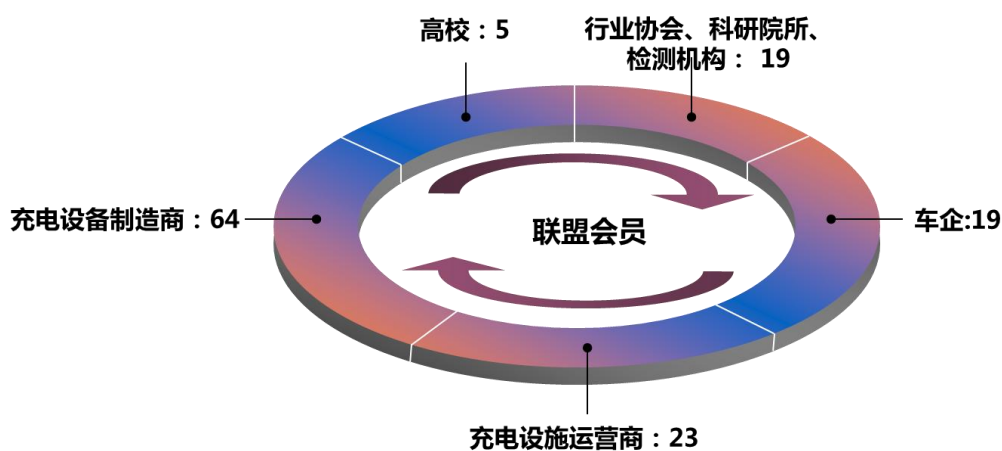 高校：5
行业协会、科研院所、
检测机构： 19
充电设备制造商：64
联盟会员
车企:19
充电设施运营商：23